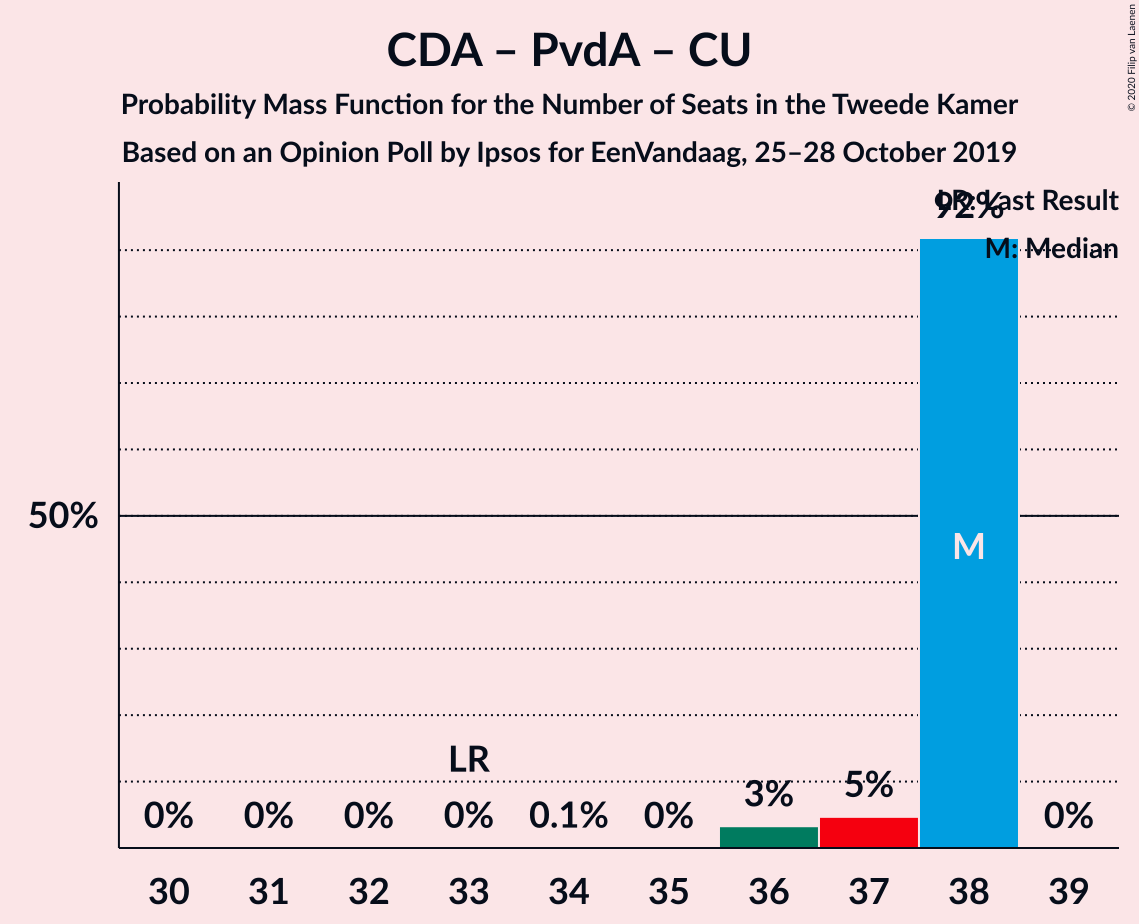 © 2020 Filip van Laenen
CDA – PvdA – CU
Probability Mass Function for the Number of Seats in the Tweede Kamer
Based on an Opinion Poll by Ipsos for EenVandaag, 25–28 October 2019
LR: Last Result
92%
M: Median
50%
M
LR
0% 0% 0% 0% 0.1% 0% 3% 5% 0%
30 31 32 33 34 35 36 37 38 39